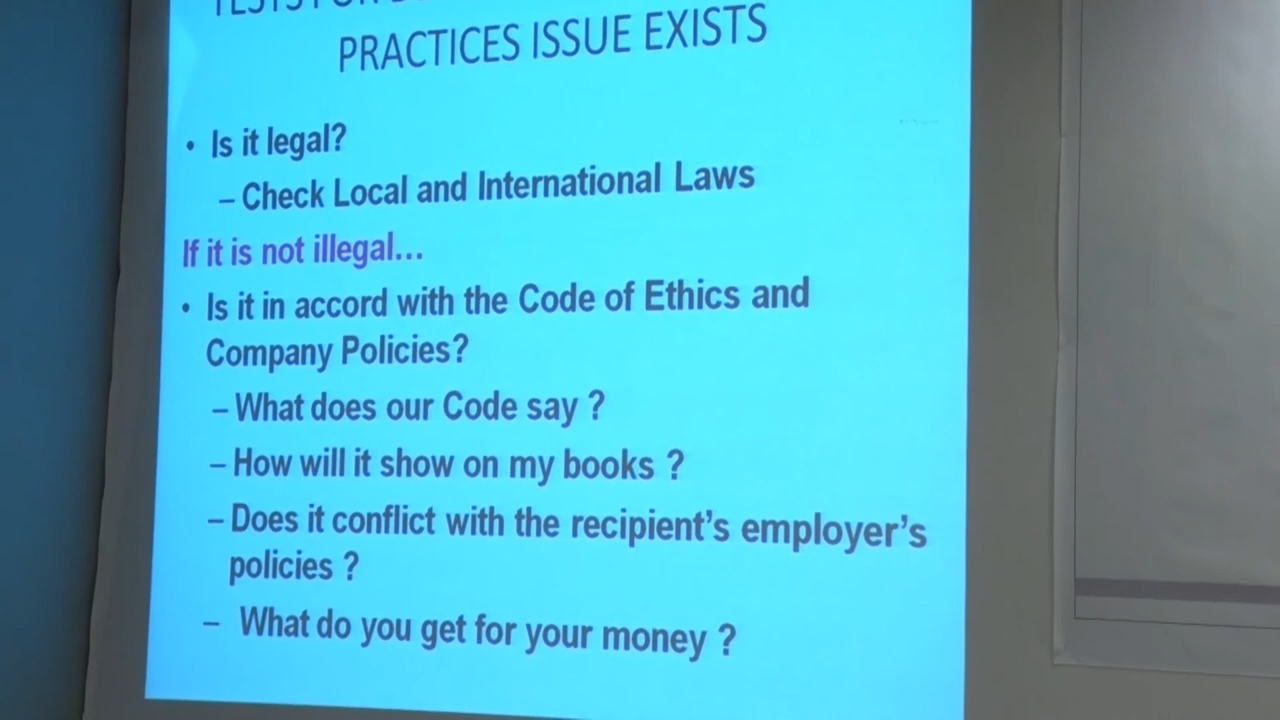 PRACTICES ISSUE EXISTS
• Is it legal?
– Check Local and International Laws
If it is not illegal...
• Is it in accord with the Code of Ethics and
Company Policies?
– What does our Code say ?
– How will it show on my books ?
– Does it conflict with the recipient's employer's
policies ?
– What do you get for your money ?